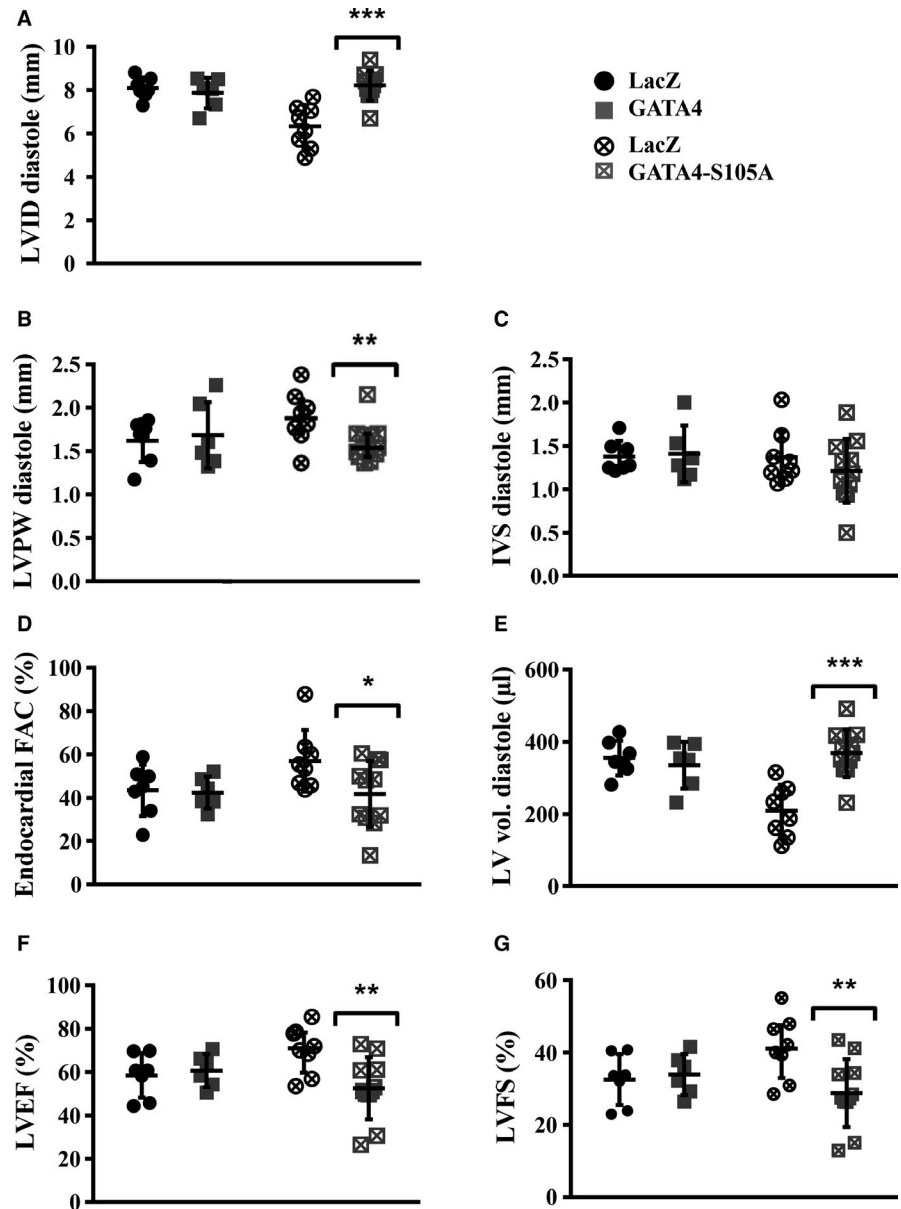 A
***
LVID diastole (mm)
10
8
6
4
2
0
LacZ
GATA4
LacZ
GATA4-S105A
B
**
LVPW diastole (mm)
2.5
2.0
1.5
1.0
0.5
0.0
C
IVS diastole (mm)
2.5
2.0
1.5
1.0
0.5
0.0
D
*
Endocardial FAC (%)
100
80
60
40
20
0
E
***
LV vol. diastole (µl)
600
400
200
0
F
**
LVEF (%)
100
80
60
40
20
0
G
**
LVFS (%)
60
40
20
0